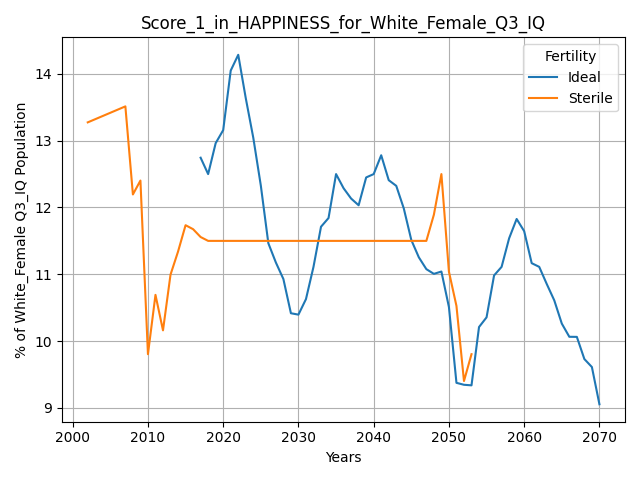 Score_1_in_HAPPINESS_for_White_Female_Q3_IQ
Fertility
Ideal
Sterile
% of White_Female Q3_IQ Population
14
13
12
11
10
9
2000 2010 2020 2030 2040 2050 2060 2070
Years